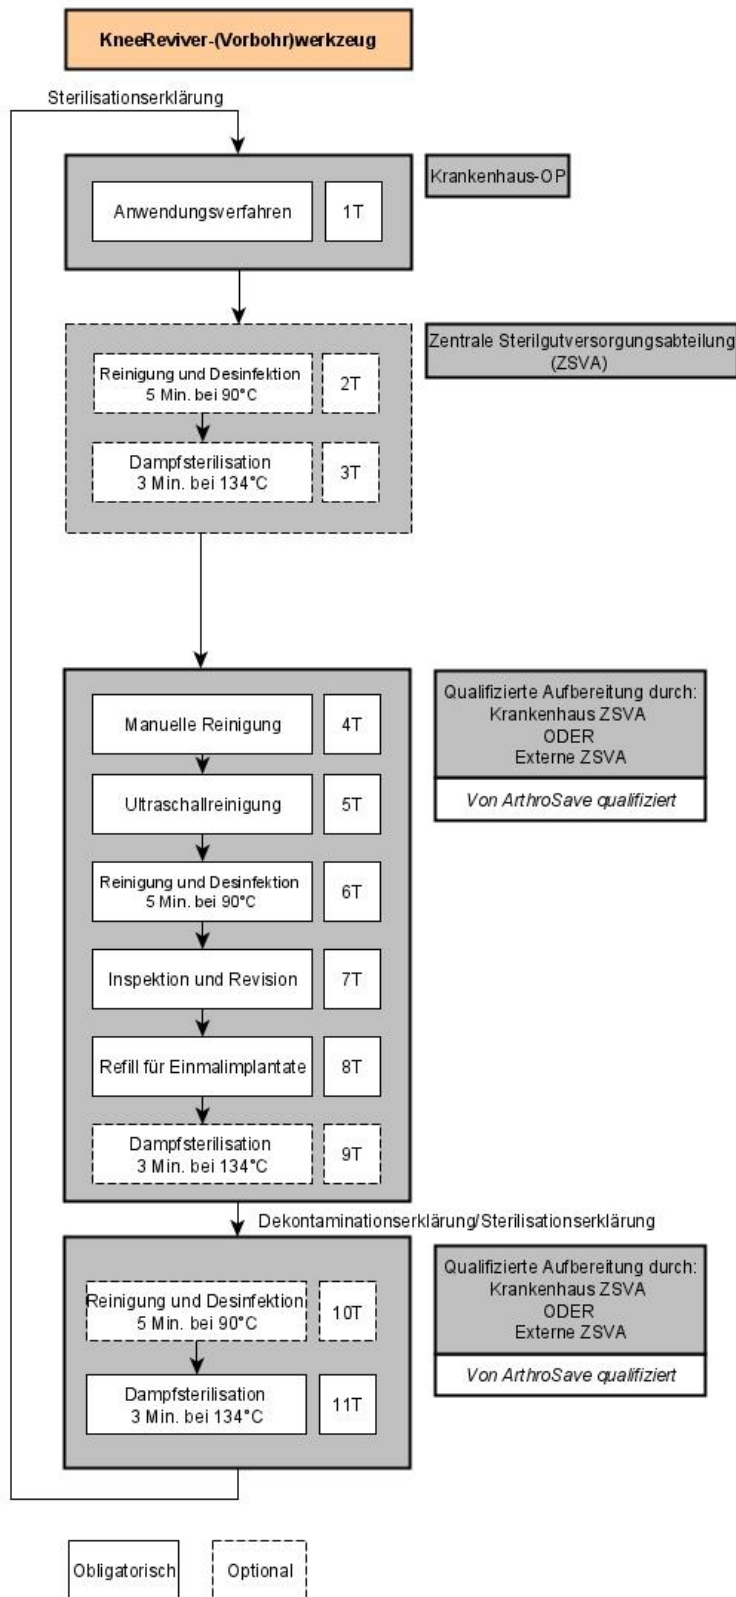 KneeReviver-(Vorbohr)werkzeug
Sterilisationserklärung
Anwendungsverfahren
1T
Krankenhaus-OP
Zentrale Sterilgutversorgungsabteilung
(ZSVA)
Reinigung und Desinfektion
5 Min. bei 90°C
2T
Dampfsterilisation
3 Min. bei 134°C
3T
Manuelle Reinigung
4T
Qualifizierte Aufbereitung durch:
Krankenhaus ZSVA
ODER
Externe ZSVA
Von ArthroSave qualifiziert
Ultraschallreinigung
5T
Reinigung und Desinfektion
5 Min. bei 90°C
6T
Inspektion und Revision
7T
Refill für Einmalimplantate
8T
Dampfsterilisation
3 Min. bei 134°C
9T
Dekontaminationserklärung/Sterilisationserklärung
Qualifizierte Aufbereitung durch:
Krankenhaus ZSVA
ODER
Externe ZSVA
Von ArthroSave qualifiziert
Reinigung und Desinfektion
5 Min. bei 90°C
10T
Dampfsterilisation
3 Min. bei 134°C
11T
Obligatorisch
Optional